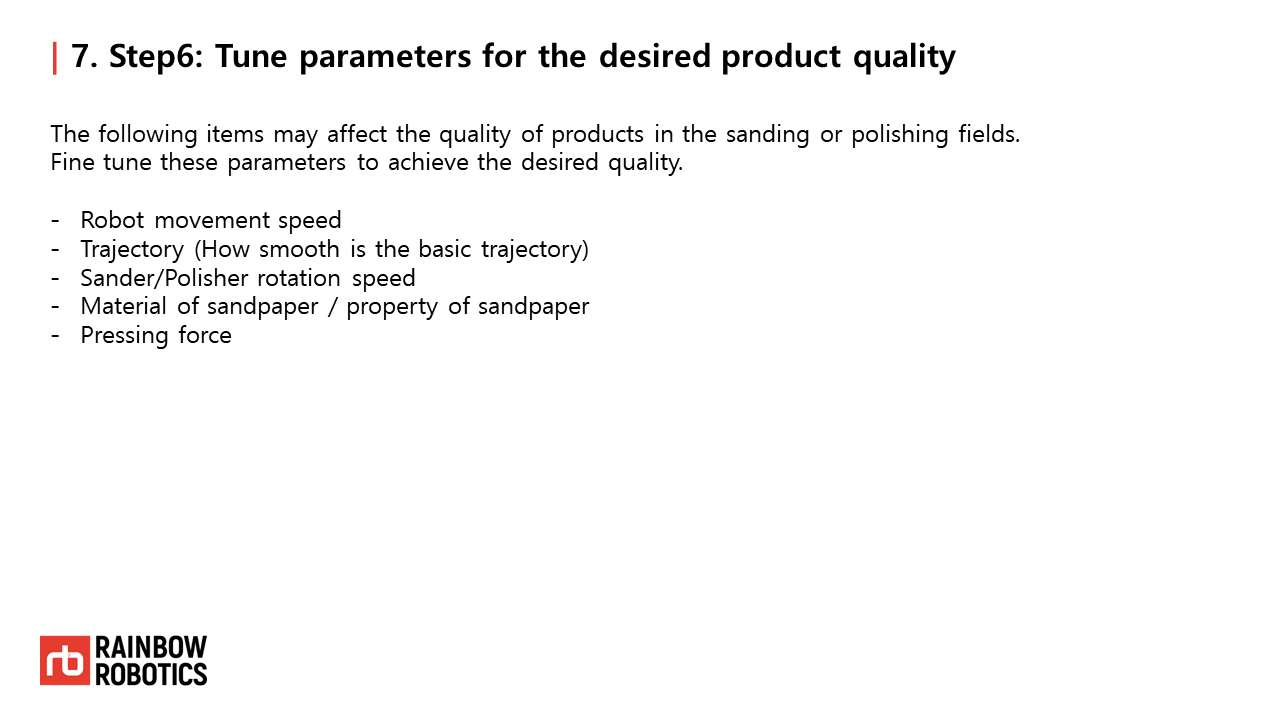 7. Step6: Tune parameters for the desired product quality
The following items may affect the quality of products in the sanding or polishing fields.
Fine tune these parameters to achieve the desired quality.
- Robot movement speed
- Trajectory (How smooth is the basic trajectory)
- Sander/Polisher rotation speed
- Material of sandpaper / property of sandpaper
- Pressing force
rb
RAINBOW
ROBOTICS